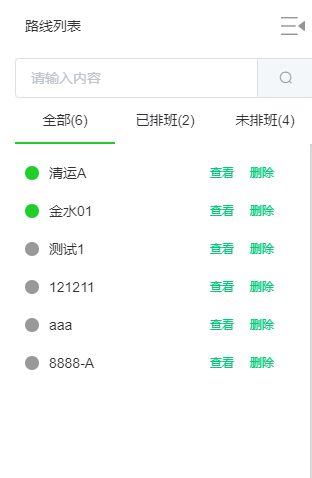 路线列表
请输入内容
全部(6) 已排班(2) 未排班(4)
清运A 查看 删除
金水01 查看 删除
测试1 查看 删除
121211 查看 删除
aaa 查看 删除
8888-A 查看 删除